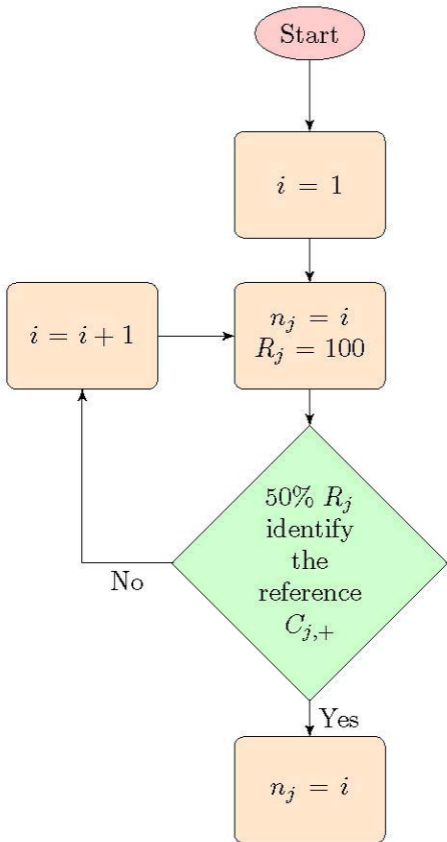 Start
i = 1
i = i + 1
n_j = i
R_j = 100
50% R_j
identify
the
reference
C_{j,+}
No
Yes
n_j = i